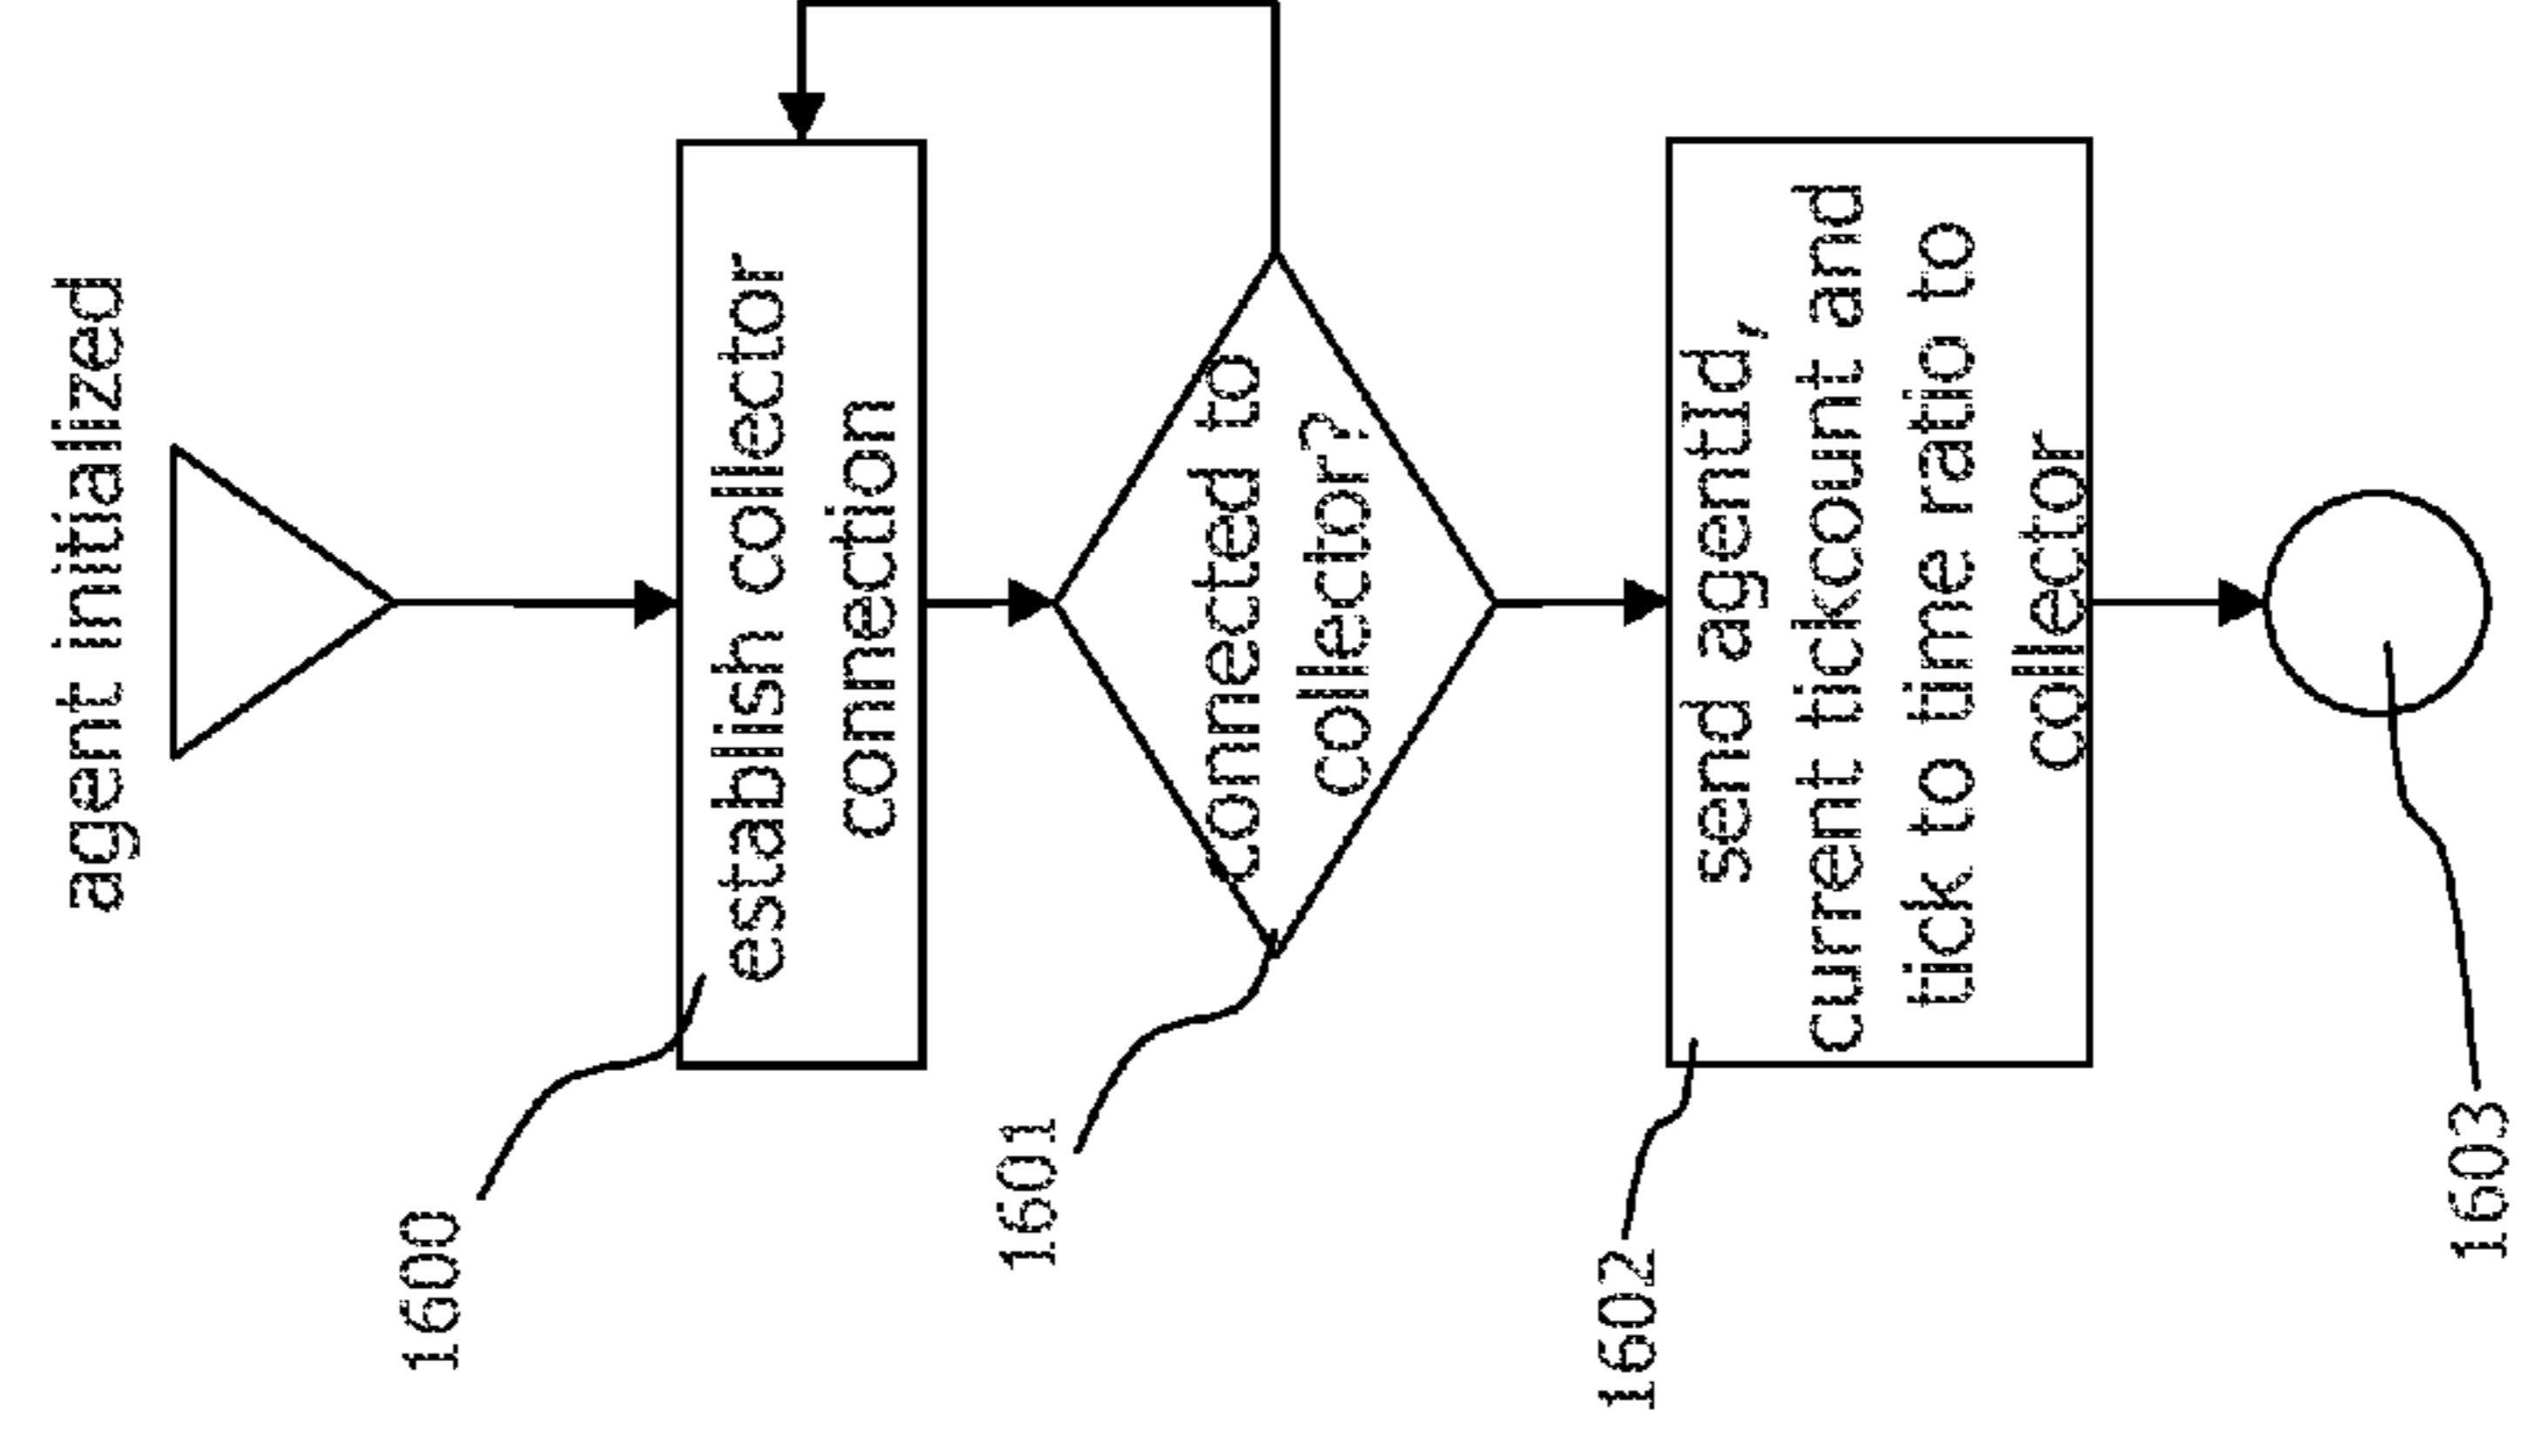 agent initialized
1600
establish collector
connection
1601
connected to
collector?
1602
send agentId,
current tickcount and
tick to time ratio to
collector
1603